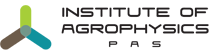 INSTITUTE OF
AGROPHYSICS
PAS